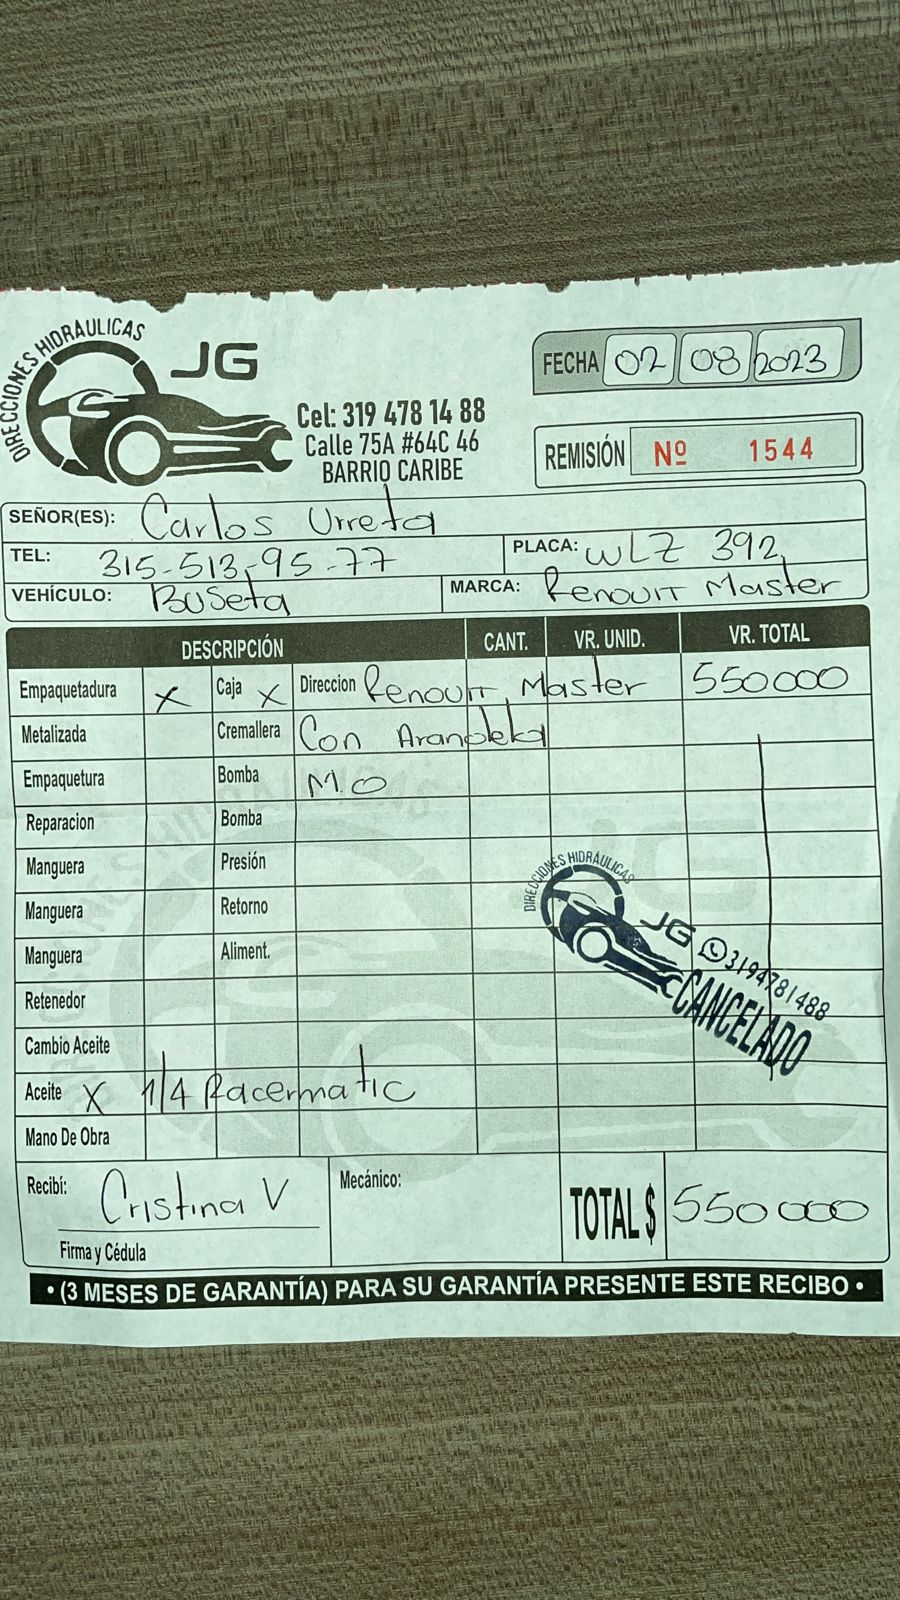 DIRECCIONES HIDRAULICAS
JG
Cel: 319 478 14 88
Calle 75A #64C 46
BARRIO CARIBE
FECHA 02 08 2023
REMISIÓN Nº 1544
SEÑOR(ES): Carlos Urreta
TEL: 315-513-95-77 PLACA: WLZ 392
VEHÍCULO: Buseta MARCA: Renouit Master
DESCRIPCIÓN CANT. VR. UNID. VR. TOTAL
Empaquetadura X Caja X Direccion Renouit Master 550000
Metalizada Cremallera Con Arandela
Empaquetura Bomba M.O
Reparacion Bomba
Manguera Presión
Manguera Retorno
Manguera Aliment.
Retenedor
Cambio Aceite
Aceite X 1/4 Racermatic
Mano De Obra
DIRECCIONES HIDRÁULICAS
JG 3194781488
CANCELADO
Recibí: Cristina V Mecánico: TOTAL $ 550000
Firma y Cédula
• (3 MESES DE GARANTÍA) PARA SU GARANTÍA PRESENTE ESTE RECIBO •